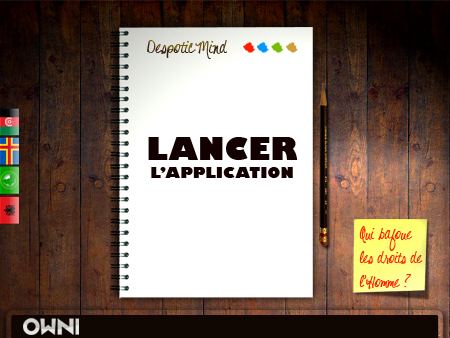 Despotic Mind
LANCER
L'APPLICATION
Qui bafoue
les droits de
l'Homme ?
OWNI